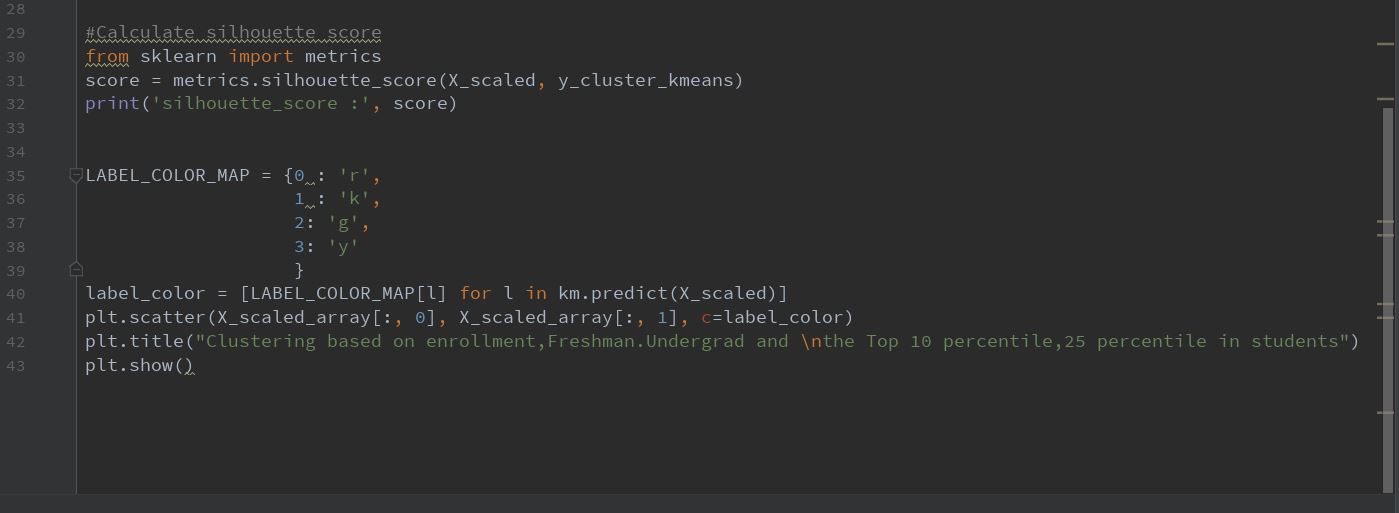 28
29 #Calculate silhouette score
30 from sklearn import metrics
31 score = metrics.silhouette_score(X_scaled, y_cluster_kmeans)
32 print('silhouette_score :', score)
33
34
35 LABEL_COLOR_MAP = {0 : 'r',
36                    1 : 'k',
37                    2: 'g',
38                    3: 'y'
39                    }
40 label_color = [LABEL_COLOR_MAP[l] for l in km.predict(X_scaled)]
41 plt.scatter(X_scaled_array[:, 0], X_scaled_array[:, 1], c=label_color)
42 plt.title("Clustering based on enrollment,Freshman.Undergrad and \nthe Top 10 percentile,25 percentile in students")
43 plt.show()